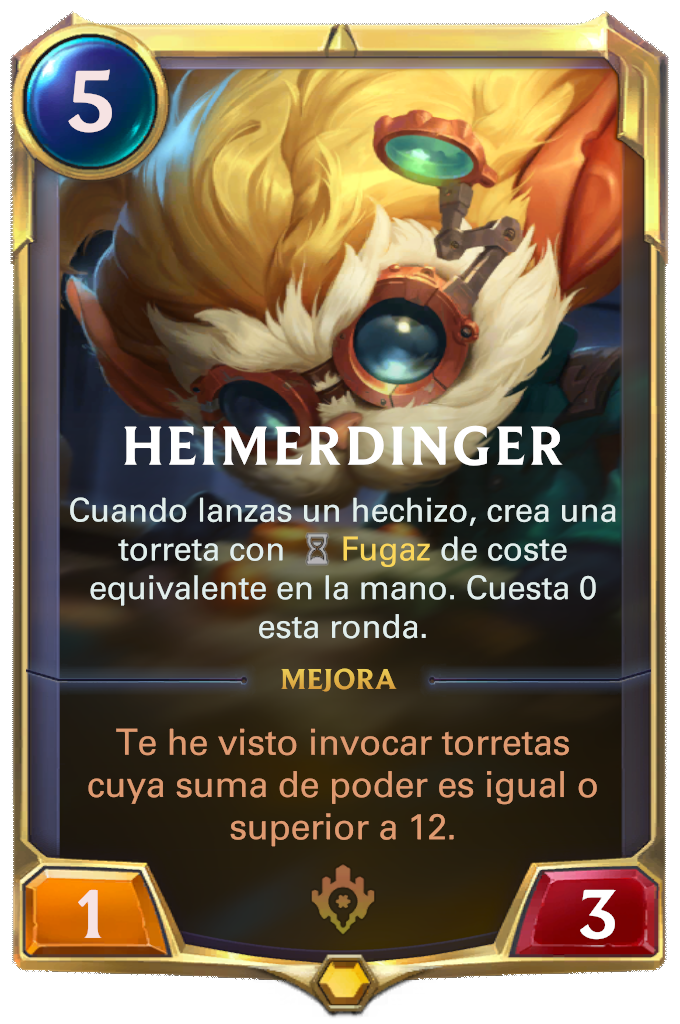 5
HEIMERDINGER
Cuando lanzas un hechizo, crea una
torreta con Fugaz de coste
equivalente en la mano. Cuesta 0
esta ronda.
MEJORA
Te he visto invocar torretas
cuya suma de poder es igual o
superior a 12.
1
3